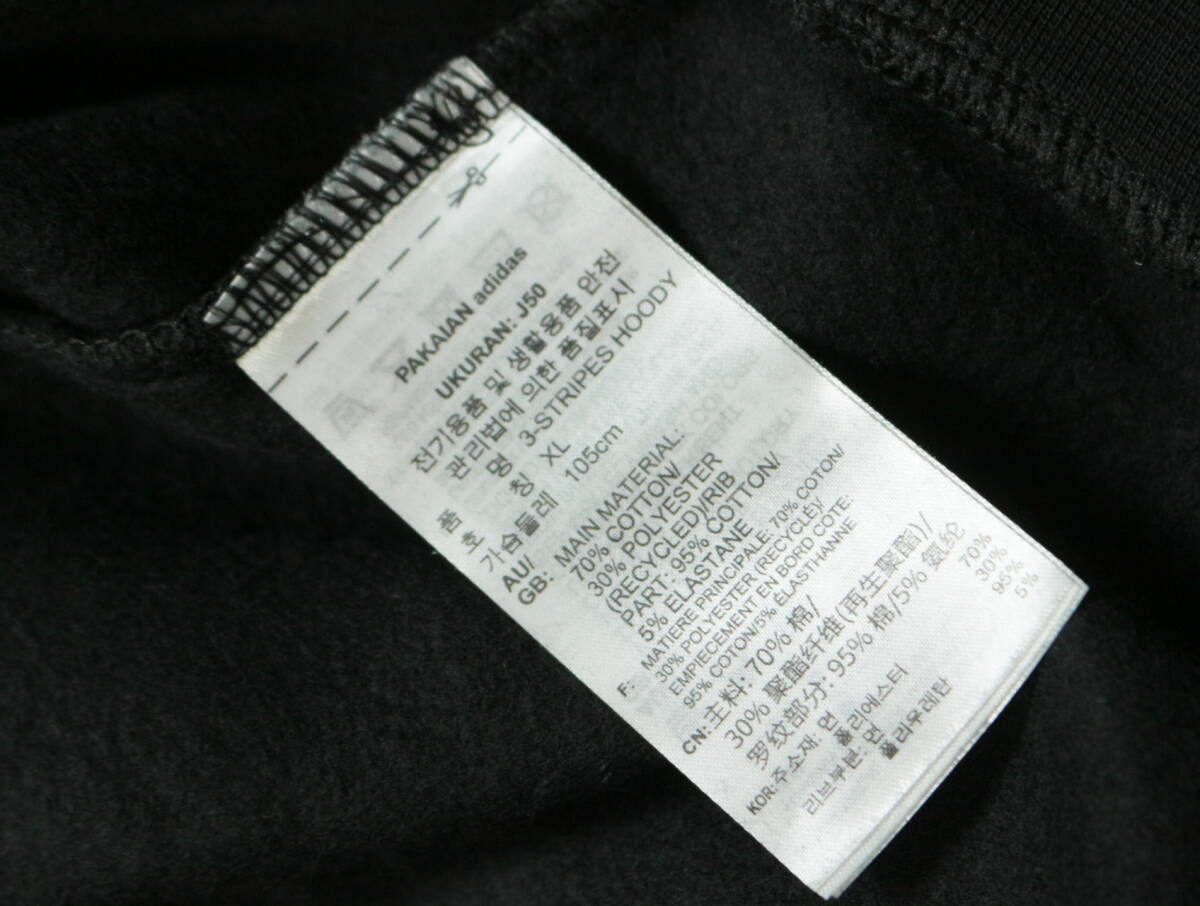 PAKAIAN adidas
UKURAN: J50
전기용품 및 생활용품 안전
관리법에 의한 품질표시
품 명 3-STRIPES HOODY
호 칭 XL
가슴둘레 105cm
AU/
GB: MAIN MATERIAL:
70% COTTON/
30% POLYESTER
(RECYCLED)/RIB
PART: 95% COTTON/
5% ELASTANE
F: MATIERE PRINCIPALE: 70% COTON/
30% POLYESTER (RECYCLÉ)/
EMPIECEMENT EN BORD COTE:
95% COTON/5% ELASTHANNE
CN: 主料: 70% 棉/
30% 聚酯纤维(再生聚酯)/
罗纹部分: 95% 棉/5% 氨纶
KOR: 주소재: 면 70%
폴리에스터 30%
리브부분: 면 95%
폴리우레탄 5%